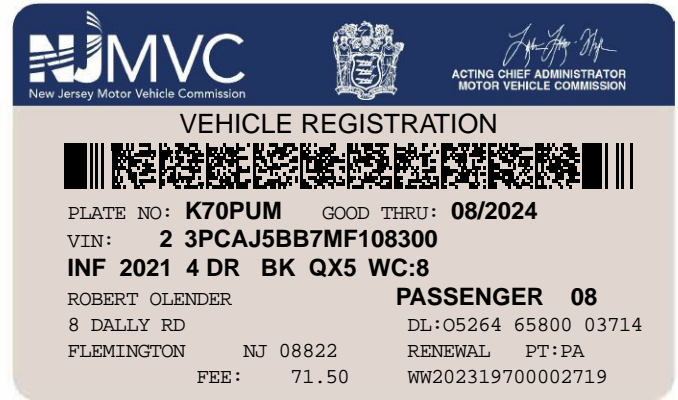 NJMVC
New Jersey Motor Vehicle Commission
ACTING CHIEF ADMINISTRATOR
MOTOR VEHICLE COMMISSION
VEHICLE REGISTRATION
PLATE NO: K70PUM GOOD THRU: 08/2024
VIN: 2 3PCAJ5BB7MF108300
INF 2021 4 DR BK QX5 WC:8
ROBERT OLENDER PASSENGER 08
8 DALLY RD DL:O5264 65800 03714
FLEMINGTON NJ 08822 RENEWAL PT:PA
FEE: 71.50 WW202319700002719